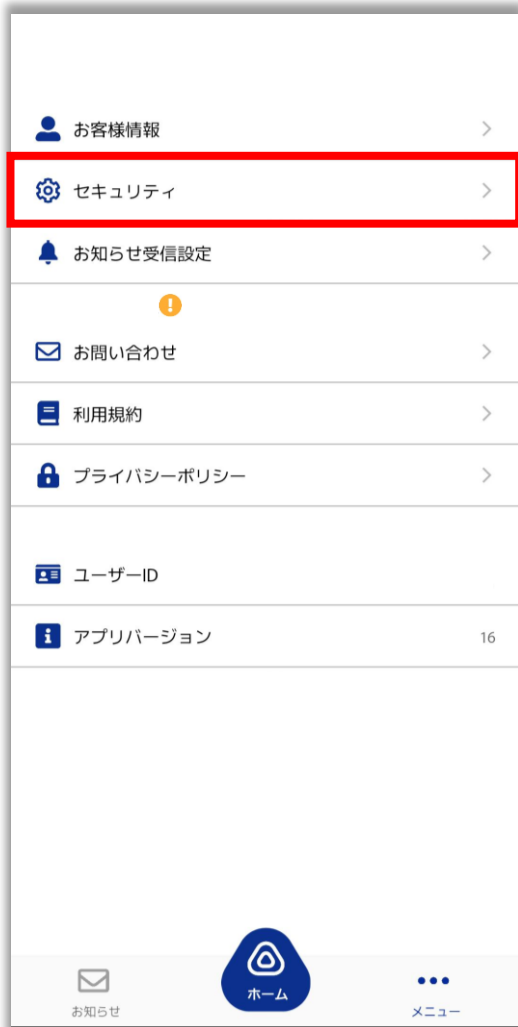 お客様情報
セキュリティ
お知らせ受信設定
お問い合わせ
利用規約
プライバシーポリシー
ユーザーID
アプリバージョン 16
お知らせ ホーム メニュー